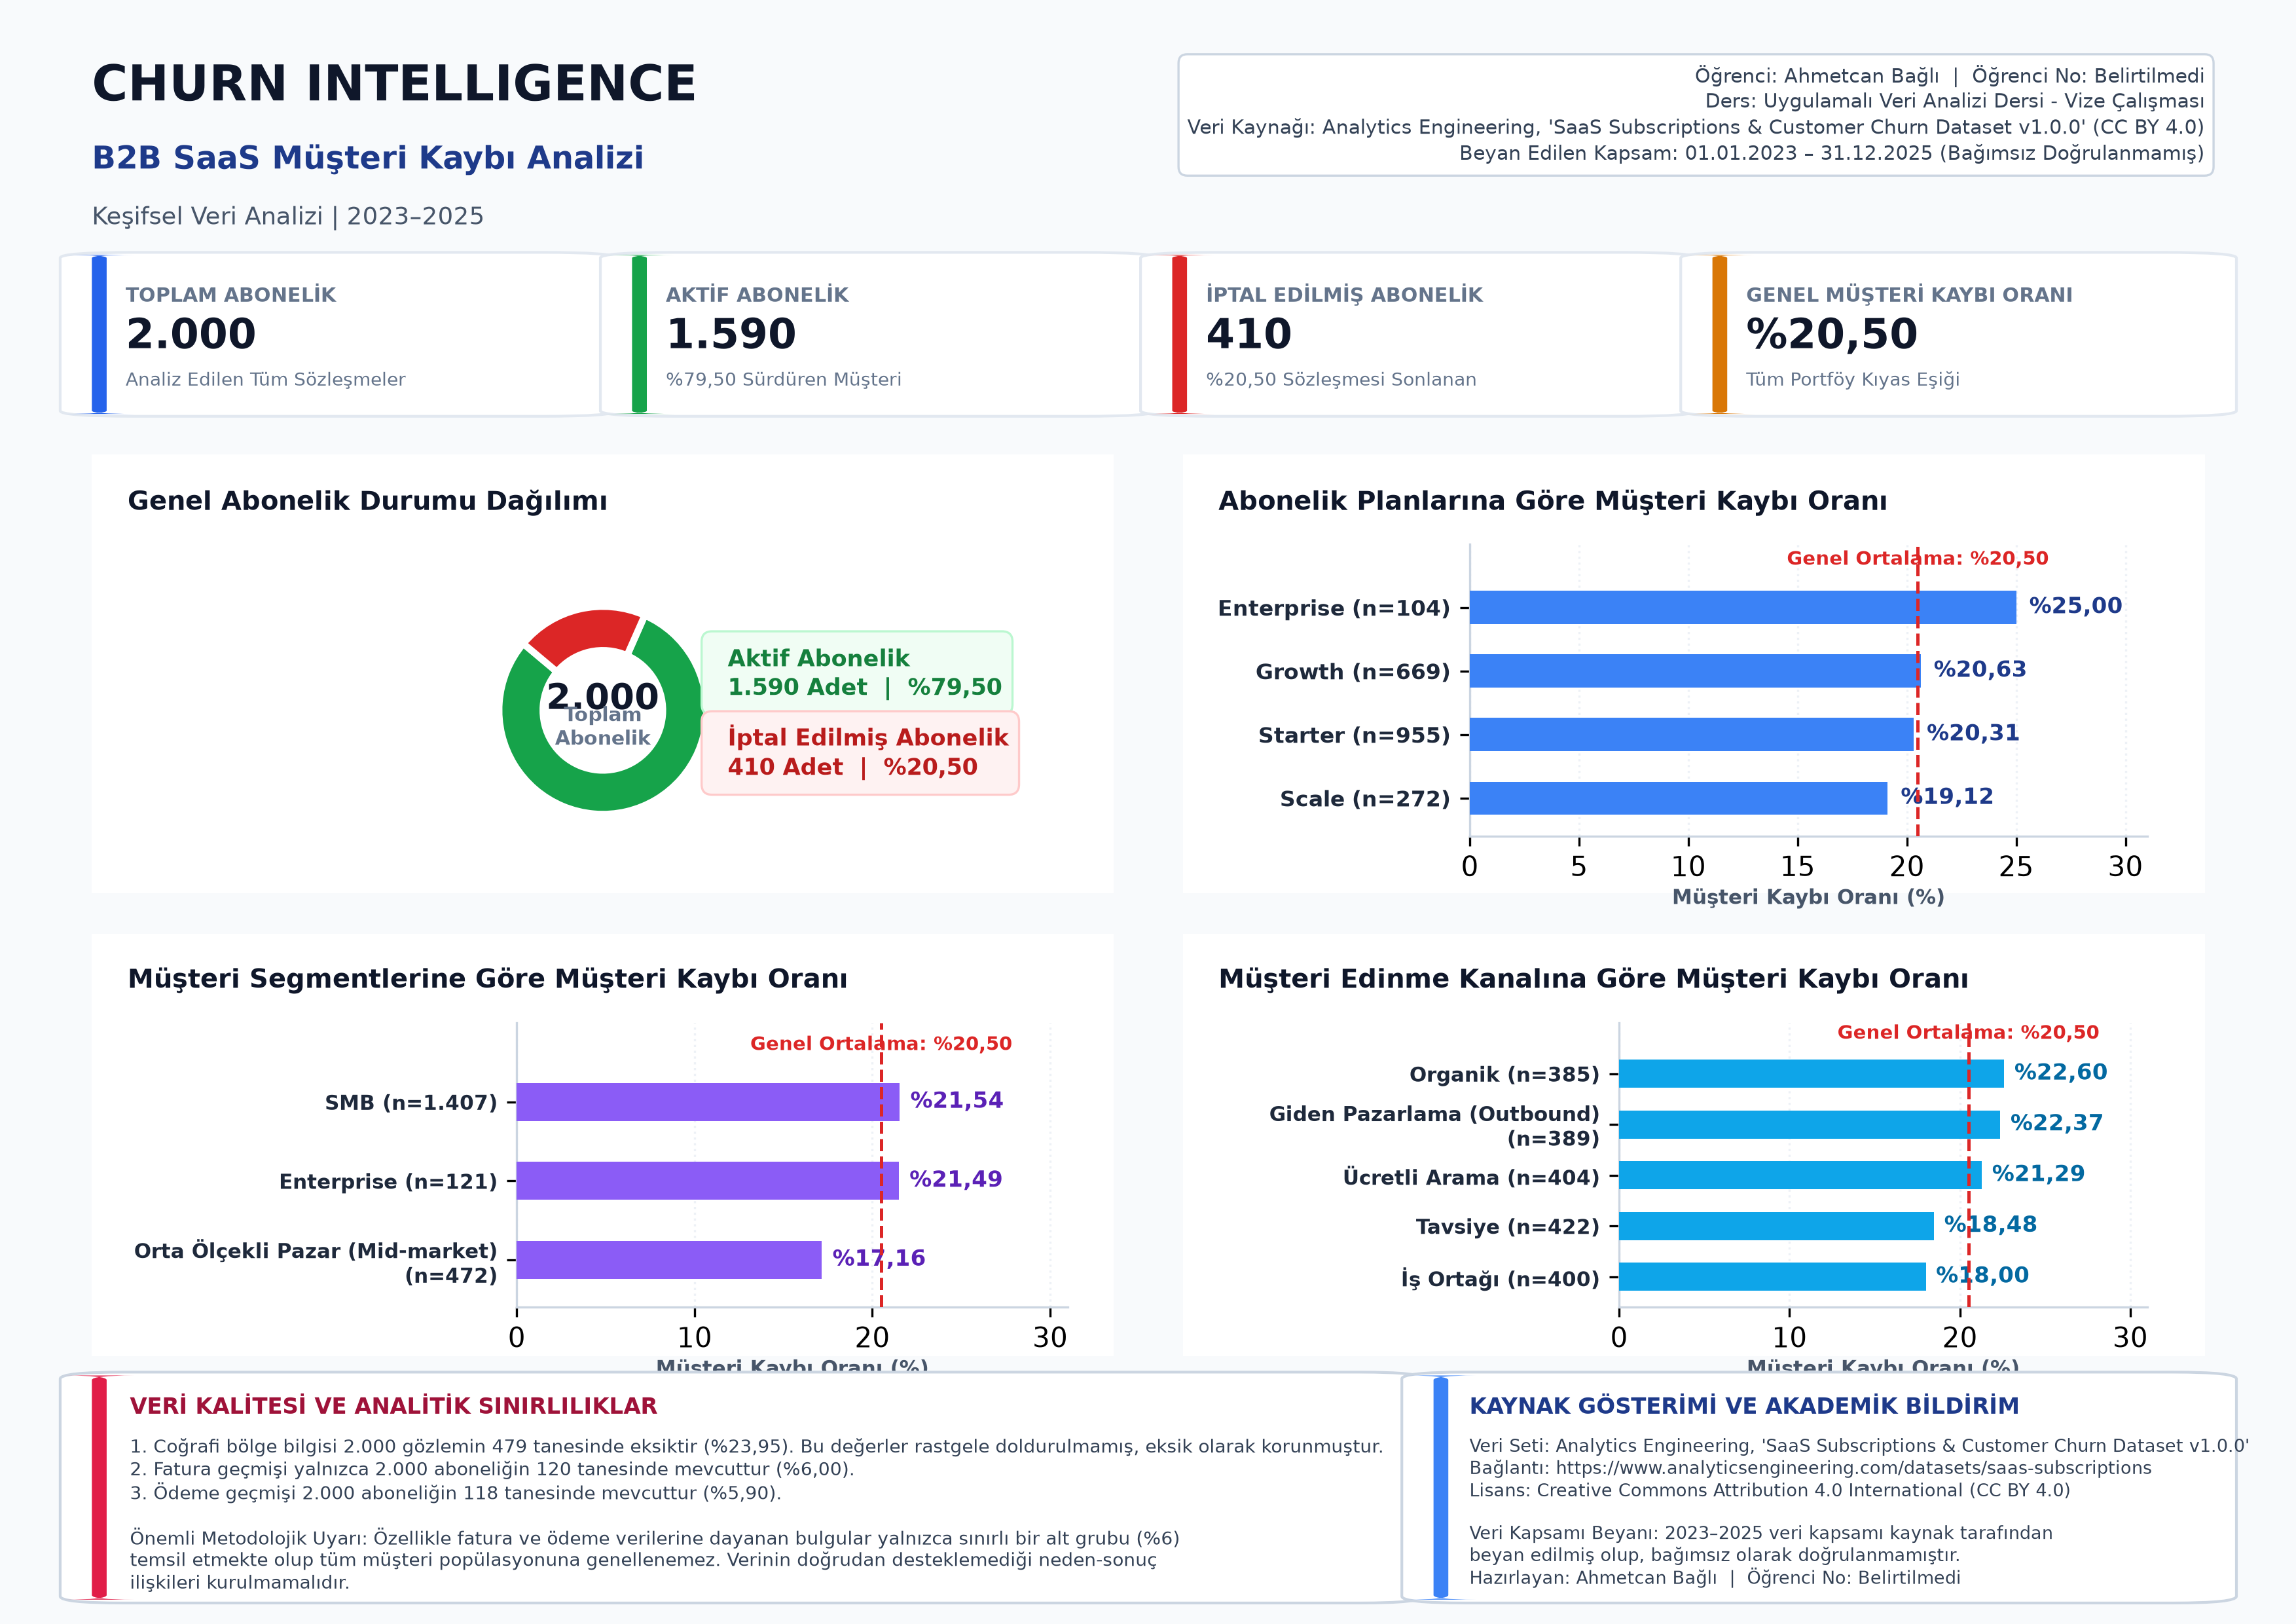 CHURN INTELLIGENCE
B2B SaaS Müşteri Kaybı Analizi
Keşifsel Veri Analizi | 2023–2025
Öğrenci: Ahmetcan Bağlı | Öğrenci No: Belirtilmedi
Ders: Uygulamalı Veri Analizi Dersi - Vize Çalışması
Veri Kaynağı: Analytics Engineering, 'SaaS Subscriptions & Customer Churn Dataset v1.0.0' (CC BY 4.0)
Beyan Edilen Kapsam: 01.01.2023 – 31.12.2025 (Bağımsız Doğrulanmamış)
TOPLAM ABONELİK
2.000
Analiz Edilen Tüm Sözleşmeler
AKTİF ABONELİK
1.590
%79,50 Sürdüren Müşteri
İPTAL EDİLMİŞ ABONELİK
410
%20,50 Sözleşmesi Sonlanan
GENEL MÜŞTERİ KAYBI ORANI
%20,50
Tüm Portföy Kıyas Eşiği
Genel Abonelik Durumu Dağılımı
2.000
Toplam
Abonelik
Aktif Abonelik
1.590 Adet | %79,50
İptal Edilmiş Abonelik
410 Adet | %20,50
Abonelik Planlarına Göre Müşteri Kaybı Oranı
Genel Ortalama: %20,50
Enterprise (n=104) %25,00
Growth (n=669) %20,63
Starter (n=955) %20,31
Scale (n=272) %19,12
0 5 10 15 20 25 30
Müşteri Kaybı Oranı (%)
Müşteri Segmentlerine Göre Müşteri Kaybı Oranı
Genel Ortalama: %20,50
SMB (n=1.407) %21,54
Enterprise (n=121) %21,49
Orta Ölçekli Pazar (Mid-market)
(n=472) %17,16
0 10 20 30
Müşteri Kaybı Oranı (%)
Müşteri Edinme Kanalına Göre Müşteri Kaybı Oranı
Genel Ortalama: %20,50
Organik (n=385) %22,60
Giden Pazarlama (Outbound)
(n=389) %22,37
Ücretli Arama (n=404) %21,29
Tavsiye (n=422) %18,48
İş Ortağı (n=400) %18,00
0 10 20 30
Müşteri Kaybı Oranı (%)
VERİ KALİTESİ VE ANALİTİK SINIRLILIKLAR
1. Coğrafi bölge bilgisi 2.000 gözlemin 479 tanesinde eksiktir (%23,95). Bu değerler rastgele doldurulmamış, eksik olarak korunmuştur.
2. Fatura geçmişi yalnızca 2.000 aboneliğin 120 tanesinde mevcuttur (%6,00).
3. Ödeme geçmişi 2.000 aboneliğin 118 tanesinde mevcuttur (%5,90).
Önemli Metodolojik Uyarı: Özellikle fatura ve ödeme verilerine dayanan bulgular yalnızca sınırlı bir alt grubu (%6)
temsil etmekte olup tüm müşteri popülasyonuna genellenemez. Verinin doğrudan desteklemediği neden-sonuç
ilişkileri kurulmamalıdır.
KAYNAK GÖSTERİMİ VE AKADEMİK BİLDİRİM
Veri Seti: Analytics Engineering, 'SaaS Subscriptions & Customer Churn Dataset v1.0.0'
Bağlantı: https://www.analyticsengineering.com/datasets/saas-subscriptions
Lisans: Creative Commons Attribution 4.0 International (CC BY 4.0)
Veri Kapsamı Beyanı: 2023–2025 veri kapsamı kaynak tarafından
beyan edilmiş olup, bağımsız olarak doğrulanmamıştır.
Hazırlayan: Ahmetcan Bağlı | Öğrenci No: Belirtilmedi